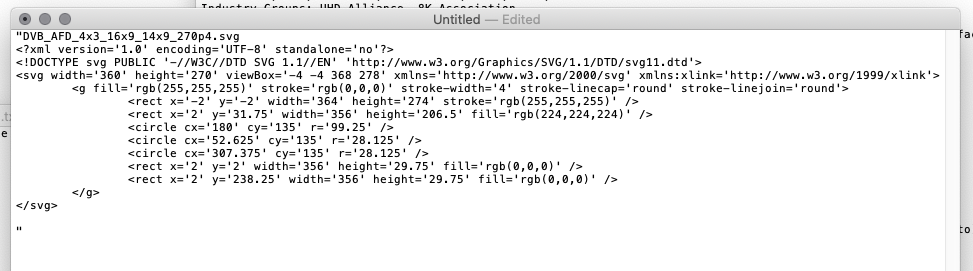 Industry Groups: UHD Alliance, 8K Association
Untitled — Edited
"DVB_AFD_4x3_16x9_14x9_270p4.svg
<?xml version='1.0' encoding='UTF-8' standalone='no'?>
<!DOCTYPE svg PUBLIC '-//W3C//DTD SVG 1.1//EN' 'http://www.w3.org/Graphics/SVG/1.1/DTD/svg11.dtd'>
<svg width='360' height='270' viewBox='-4 -4 368 278' xmlns='http://www.w3.org/2000/svg' xmlns:xlink='http://www.w3.org/1999/xlink'>
<g fill='rgb(255,255,255)' stroke='rgb(0,0,0)' stroke-width='4' stroke-linecap='round' stroke-linejoin='round'>
<rect x='-2' y='-2' width='364' height='274' stroke='rgb(255,255,255)' />
<rect x='2' y='31.75' width='356' height='206.5' fill='rgb(224,224,224)' />
<circle cx='180' cy='135' r='99.25' />
<circle cx='52.625' cy='135' r='28.125' />
<circle cx='307.375' cy='135' r='28.125' />
<rect x='2' y='2' width='356' height='29.75' fill='rgb(0,0,0)' />
<rect x='2' y='238.25' width='356' height='29.75' fill='rgb(0,0,0)' />
</g>
</svg>
"